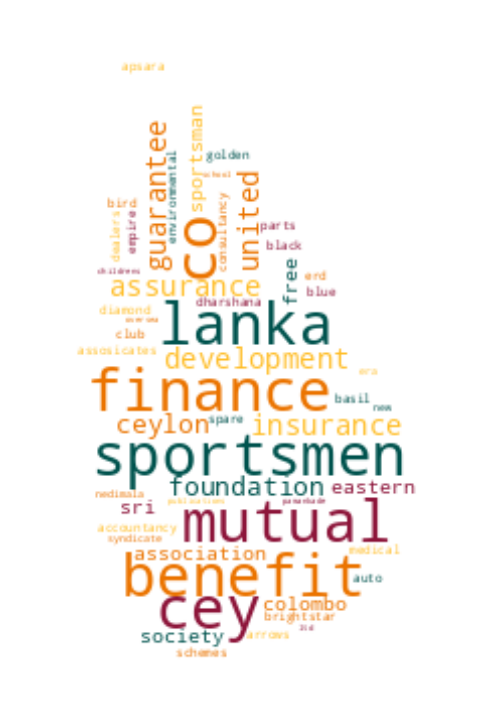 apsara
guarantee
environmental
sportsman
golden
school
bird
dealers
empire
co
consultancy
united
parts
black
childrens
assurance
free
erd
blue
dharshana
diamond
overseas
lanka
club
assosicates
development
era
finance
basil
new
ceylon
spare
insurance
sportsmen
foundation
eastern
nedimala
publications
pamankade
sri
mutual
accountancy
syndicate
association
medical
benefit
auto
cey
colombo
brightstar
ltd
society
arrows
schemes